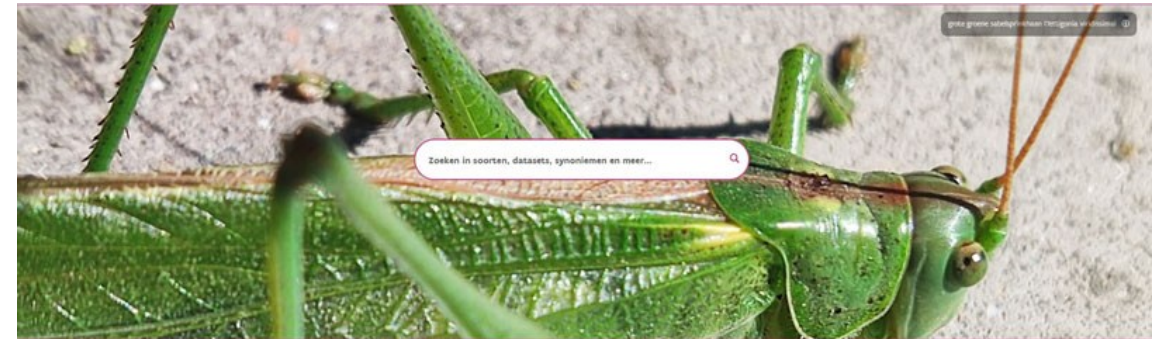 grote groene sabelsprinkhaan (Tettigonia viridissima)
Zoeken in soorten, datasets, synoniemen en meer...